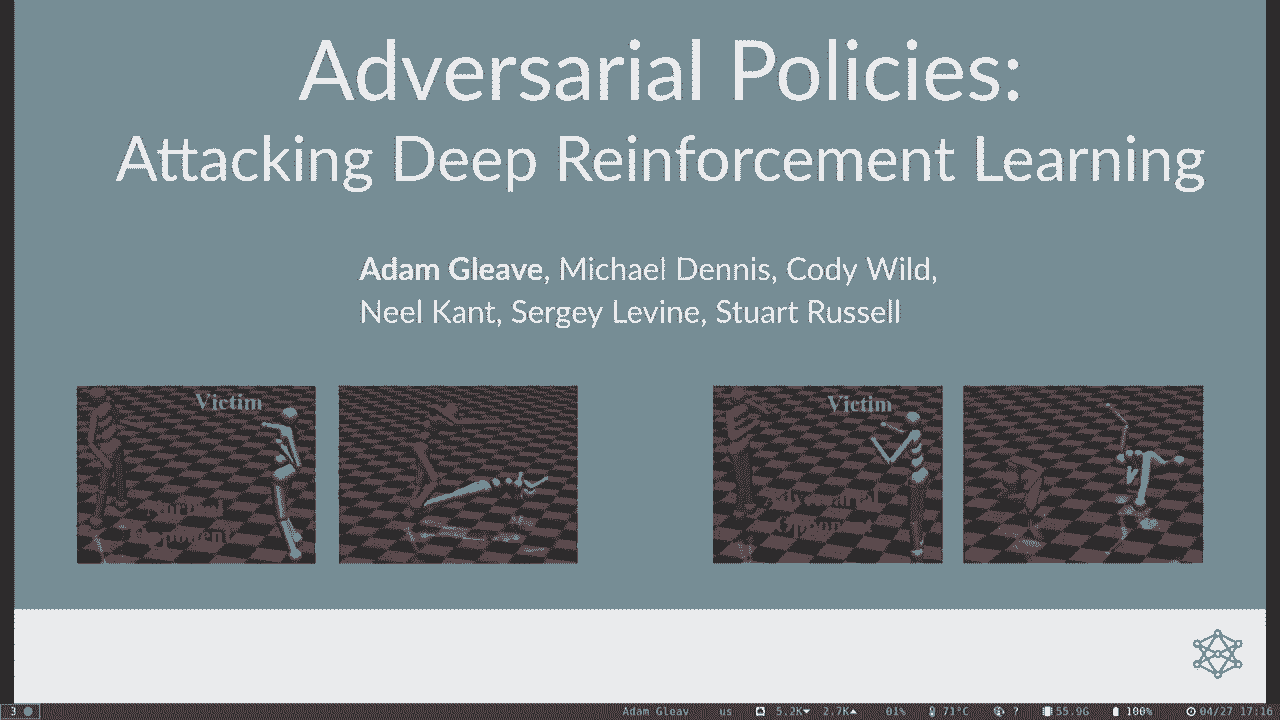 Adversarial Policies:
Attacking Deep Reinforcement Learning
Adam Gleave, Michael Dennis, Cody Wild,
Neel Kant, Sergey Levine, Stuart Russell
Victim
Normal
Opponent
Victim
Adversarial
Opponent
3 Adam Gleav us 5.2K 2.7K 01% 71°C ? 55.9G 100% 04/27 17:16